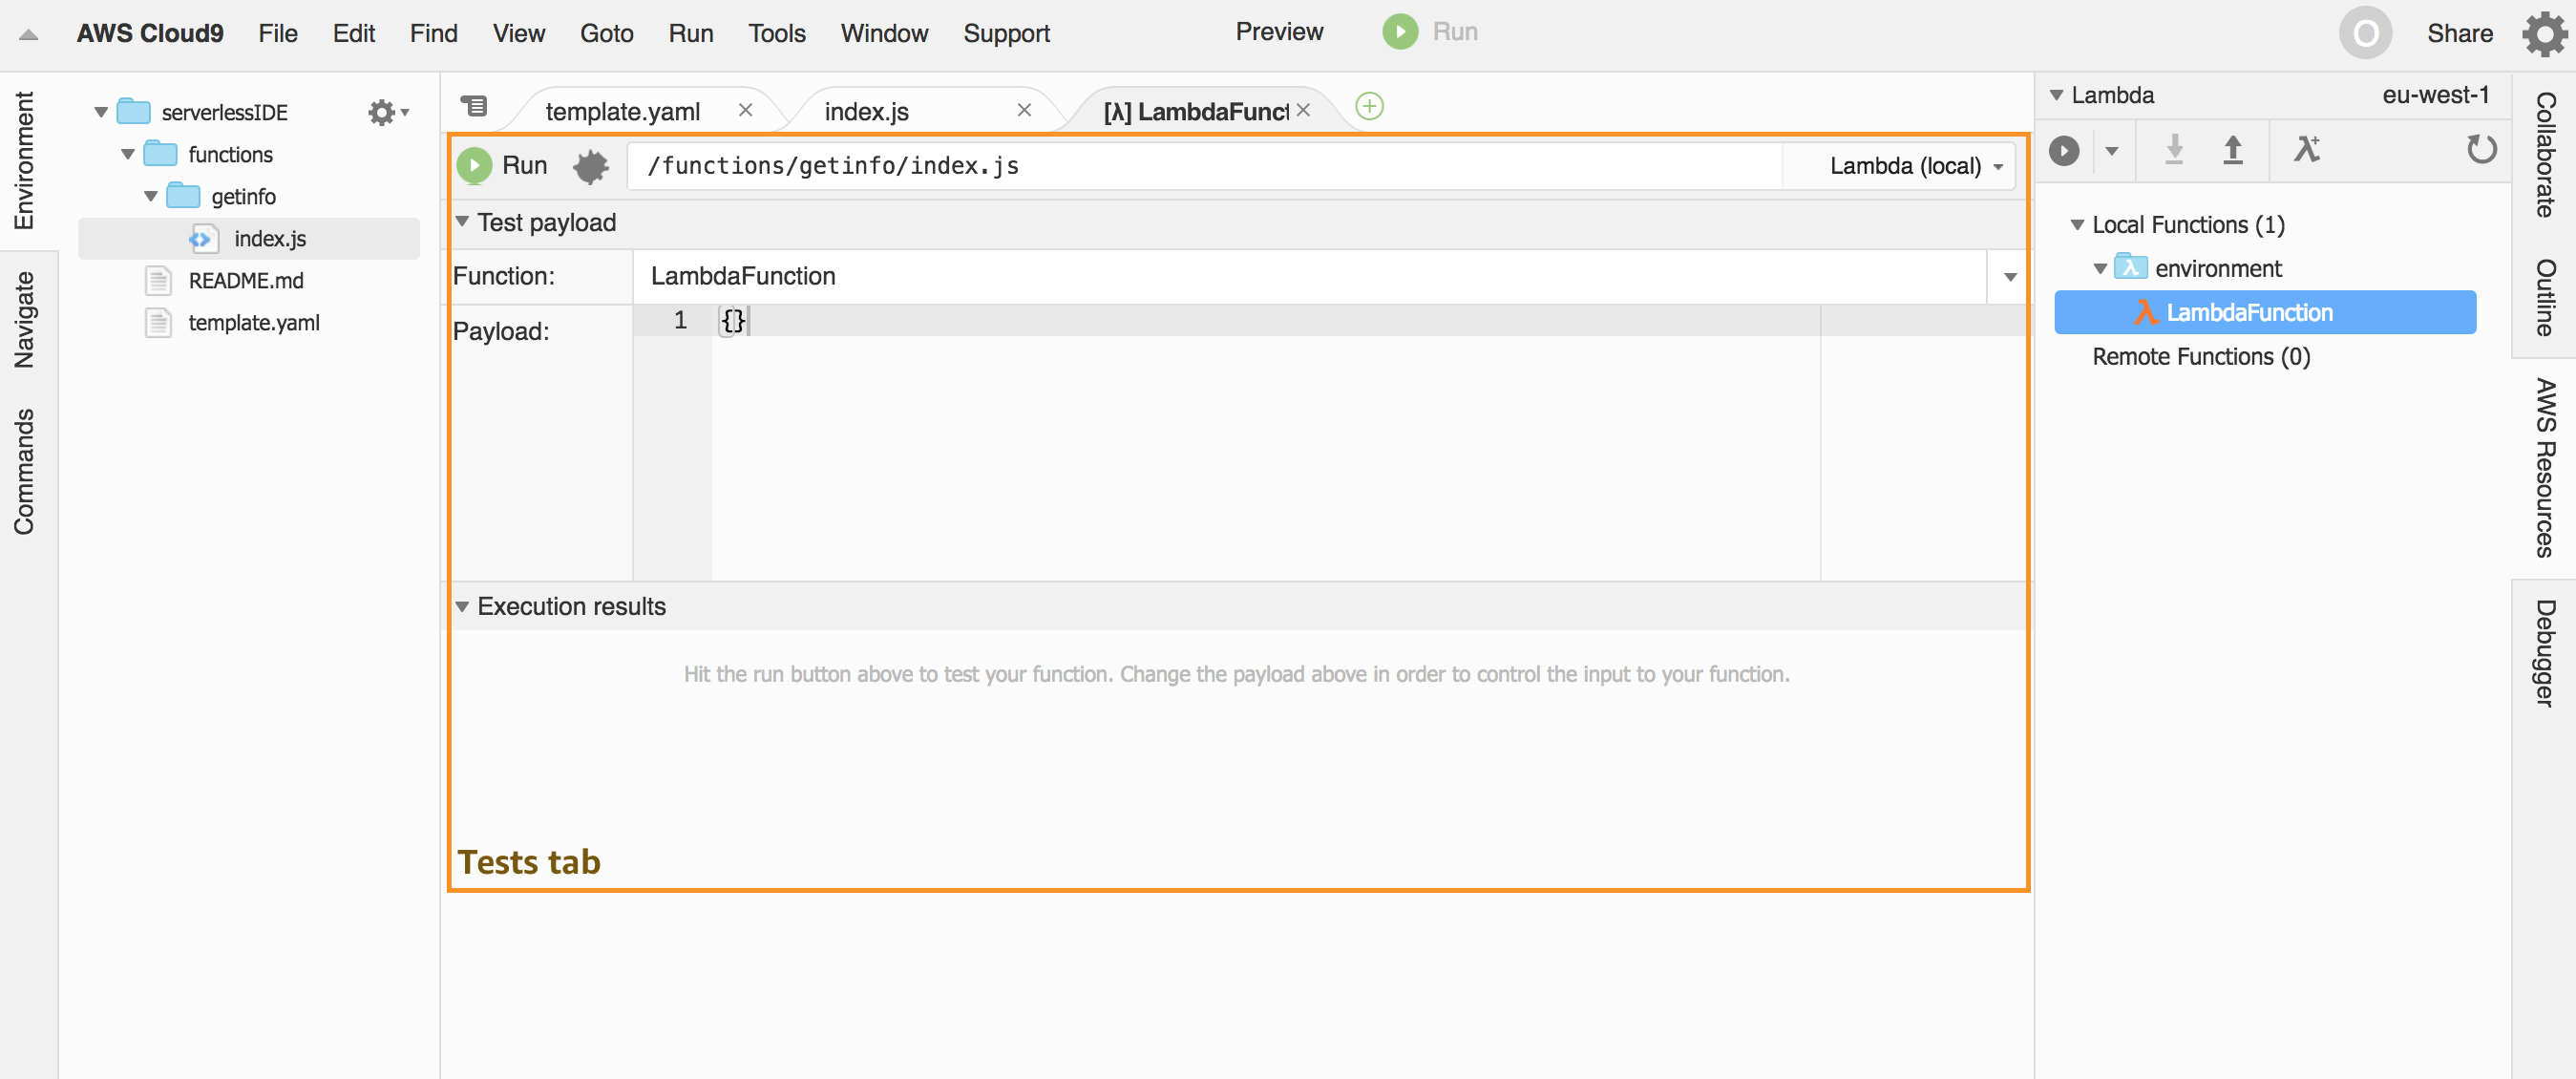 AWS Cloud9 File Edit Find View Goto Run Tools Window Support Preview Run O Share
Environment
Navigate
Commands
serverlessIDE
functions
getinfo
index.js
README.md
template.yaml
template.yaml
index.js
[λ] LambdaFunct
Run /functions/getinfo/index.js Lambda (local)
Test payload
Function: LambdaFunction
Payload: 1 {}
Execution results
Hit the run button above to test your function. Change the payload above in order to control the input to your function.
Tests tab
Lambda eu-west-1
Local Functions (1)
environment
LambdaFunction
Remote Functions (0)
Collaborate
Outline
AWS Resources
Debugger